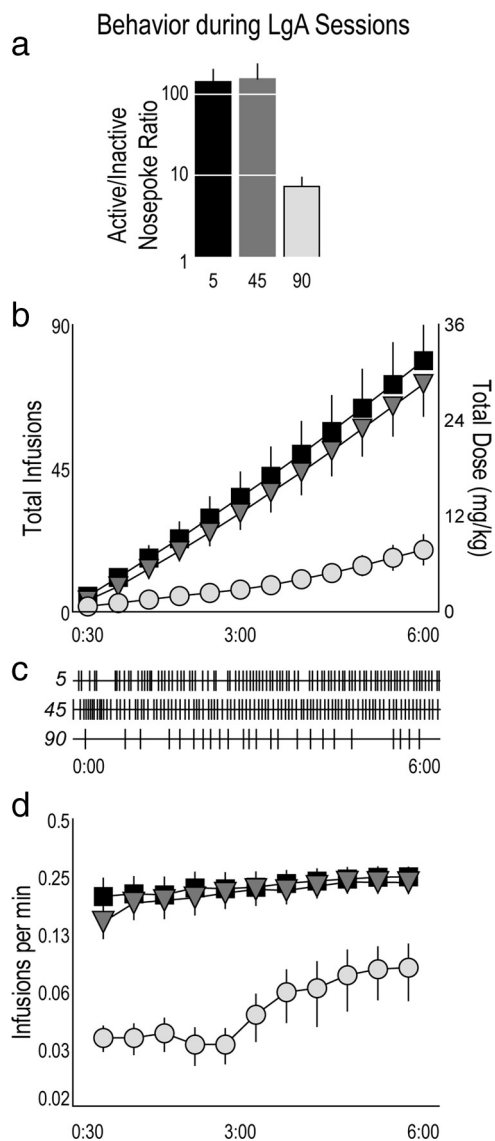 Behavior during LgA Sessions
a
Active/Inactive
Nosepoke Ratio
100
10
1
5 45 90
b
Total Infusions
90
45
0
Total Dose (mg/kg)
36
24
12
0
0:30 3:00 6:00
c
5
45
90
0:00 6:00
d
Infusions per min
0.5
0.25
0.13
0.06
0.03
0.02
0:30 3:00 6:00